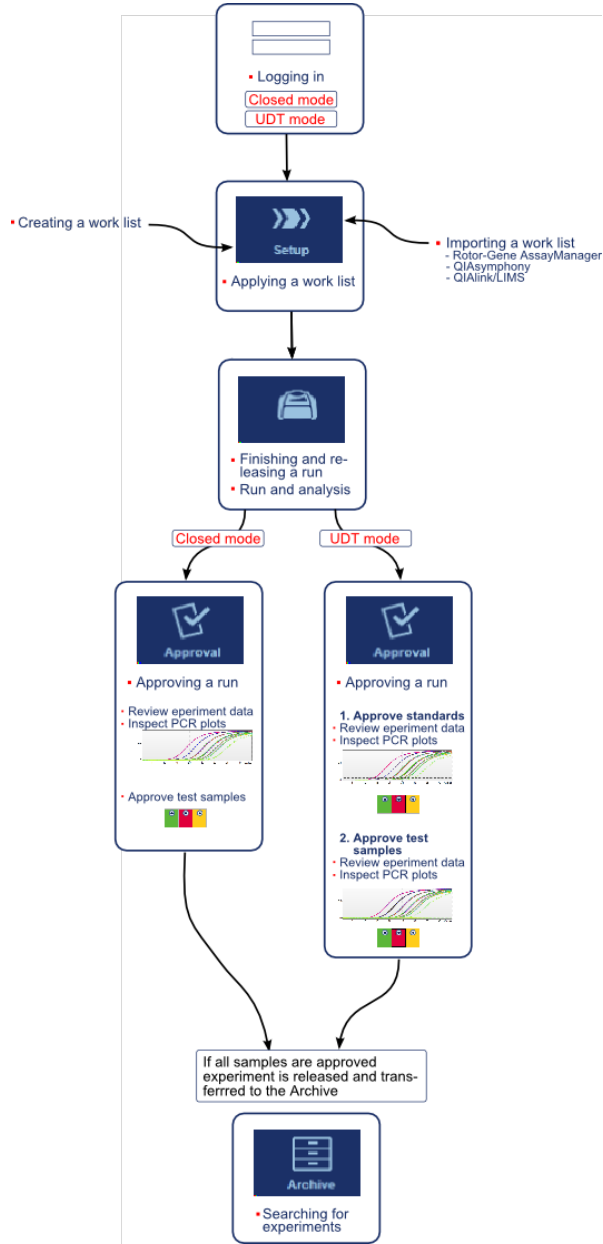 Logging in
Closed mode
UDT mode
Creating a work list
Setup
Applying a work list
Importing a work list
- Rotor-Gene AssayManager
- QIAsymphony
- QIAlink/LIMS
Finishing and re-
leasing a run
Run and analysis
Closed mode
UDT mode
Approval
Approving a run
Review eperiment data
Inspect PCR plots
Approve test samples
Approval
Approving a run
1. Approve standards
Review eperiment data
Inspect PCR plots
2. Approve test
samples
Review eperiment data
Inspect PCR plots
If all samples are approved
experiment is released and trans-
ferrred to the Archive
Archive
Searching for
experiments